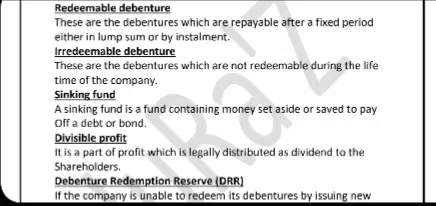 Redeemable debenture
These are the debentures which are repayable after a fixed period
either in lump sum or by instalment.
Irredeemable debenture
These are the debentures which are not redeemable during the life
time of the company.
Sinking fund
A sinking fund is a fund containing money set aside or saved to pay
Off a debt or bond.
Divisible profit
It is a part of profit which is legally distributed as dividend to the
Shareholders.
Debenture Redemption Reserve (DRR)
If the company is unable to redeem its debentures by issuing new